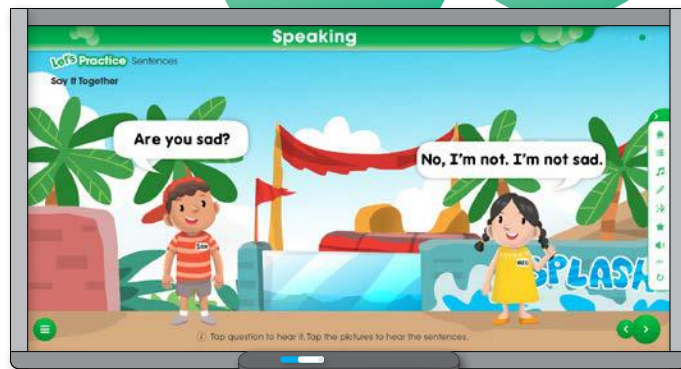 Speaking
Let's Practice Sentences
Say It Together
Are you sad?
No, I'm not. I'm not sad.
SAM
MEG
SPLASH
Tap question to hear it. Tap the pictures to hear the sentences.